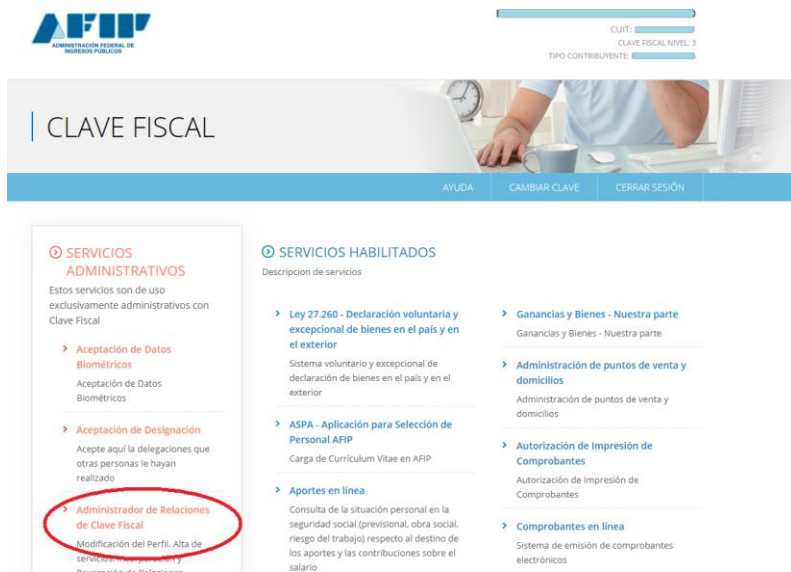 AFIP
ADMINISTRACIÓN FEDERAL DE
INGRESOS PÚBLICOS
CUIT:
CLAVE FISCAL NIVEL: 3
TIPO CONTRIBUYENTE:
CLAVE FISCAL
AYUDA
CAMBIAR CLAVE
CERRAR SESIÓN
SERVICIOS
ADMINISTRATIVOS
Estos servicios son de uso
exclusivamente administrativos con
Clave Fiscal
Aceptación de Datos
Biométricos
Aceptación de Datos
Biométricos
Aceptación de Designación
Acepte aquí la delegaciones que
otras personas le hayan
realizado
Administrador de Relaciones
de Clave Fiscal
Modificación del Perfil. Alta de
servicios, incorporación y
Revocación de Relaciones
SERVICIOS HABILITADOS
Descripcion de servicios
Ley 27.260 - Declaración voluntaria y
excepcional de bienes en el país y en
el exterior
Sistema voluntario y excepcional de
declaración de bienes en el país y en el
exterior
ASPA - Aplicación para Selección de
Personal AFIP
Carga de Currículum Vitae en AFIP
Aportes en línea
Consulta de la situación personal en la
seguridad social (previsional, obra social,
riesgo del trabajo) respecto al destino de
los aportes y las contribuciones sobre el
salario
Ganancias y Bienes - Nuestra parte
Ganancias y Bienes - Nuestra parte
Administración de puntos de venta y
domicilios
Administración de puntos de venta y
domicilios
Autorización de Impresión de
Comprobantes
Autorización de Impresión de
Comprobantes
Comprobantes en línea
Sistema de emisión de comprobantes
electrónicos